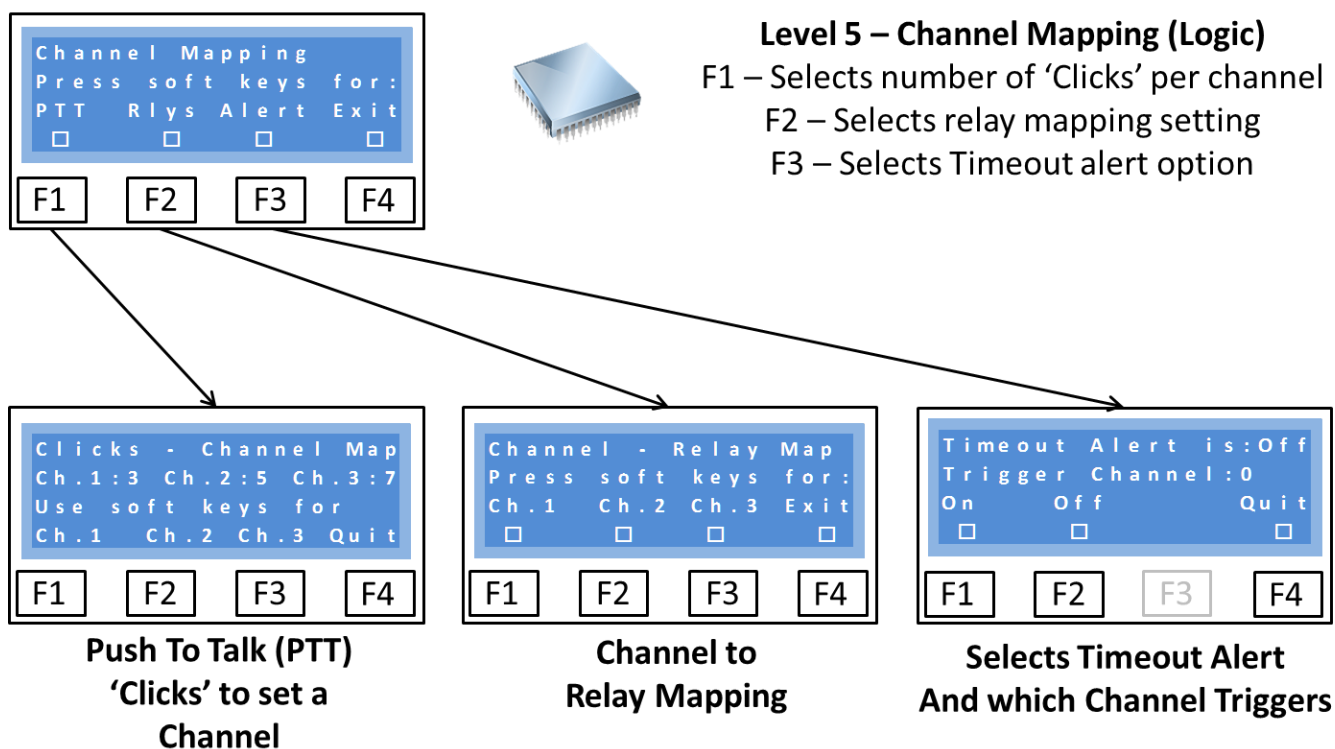 Channel Mapping
Press soft keys for:
PTT Rlys Alert Exit
F1 F2 F3 F4
Level 5 – Channel Mapping (Logic)
F1 – Selects number of ‘Clicks’ per channel
F2 – Selects relay mapping setting
F3 – Selects Timeout alert option
Clicks - Channel Map
Ch.1:3 Ch.2:5 Ch.3:7
Use soft keys for
Ch.1 Ch.2 Ch.3 Quit
F1 F2 F3 F4
Push To Talk (PTT)
‘Clicks’ to set a
Channel
Channel - Relay Map
Press soft keys for:
Ch.1 Ch.2 Ch.3 Exit
F1 F2 F3 F4
Channel to
Relay Mapping
Timeout Alert is:Off
Trigger Channel:0
On Off Quit
F1 F2 F3 F4
Selects Timeout Alert
And which Channel Triggers